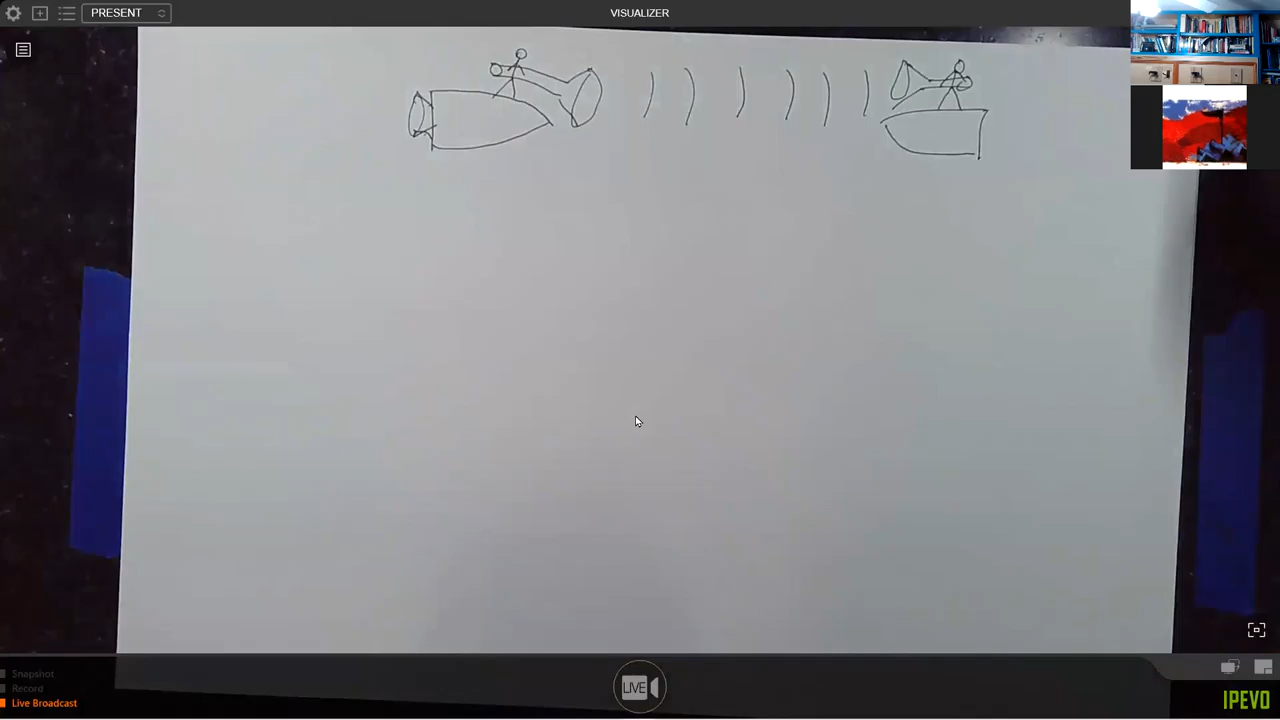 PRESENT
VISUALIZER
Snapshot
Record
Live Broadcast
LIVE
IPEVO